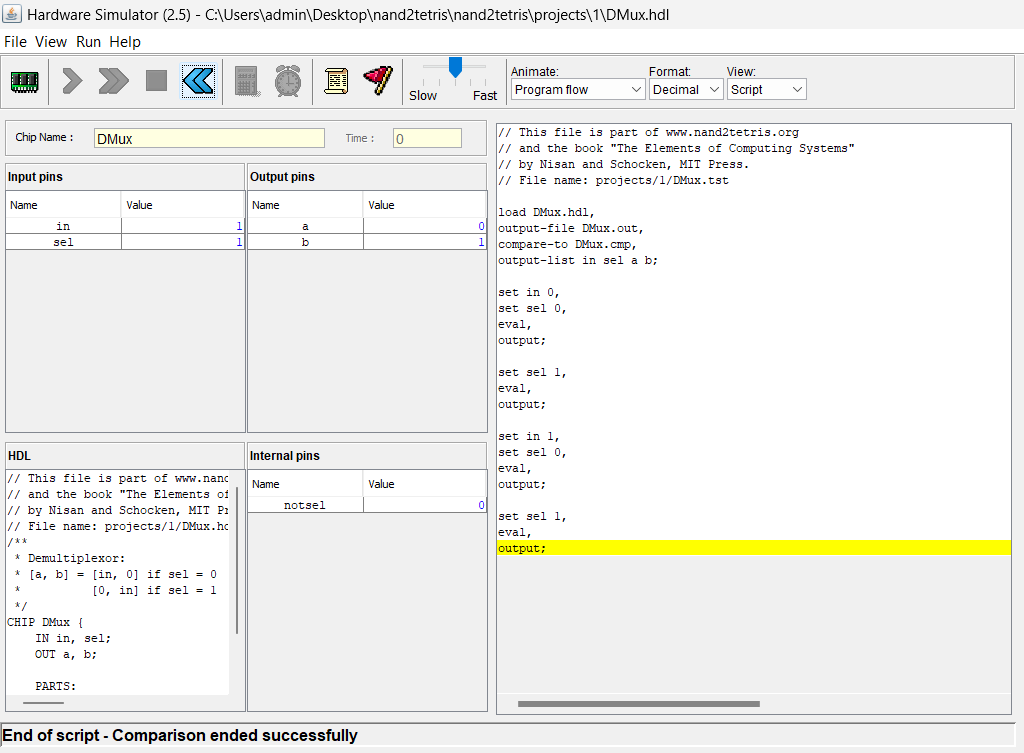 Hardware Simulator (2.5) - C:\Users\admin\Desktop\nand2tetris\nand2tetris\projects\1\DMux.hdl
File View Run Help
Slow Fast
Animate: Format: View:
Program flow Decimal Script
Chip Name : DMux Time : 0
Input pins
Name Value
in 1
sel 1
Output pins
Name Value
a 0
b 1
HDL
// This file is part of www.nand
// and the book "The Elements of
// by Nisan and Schocken, MIT Pr
// File name: projects/1/DMux.hd
/**
 * Demultiplexor:
 * [a, b] = [in, 0] if sel = 0
 *          [0, in] if sel = 1
 */
CHIP DMux {
    IN in, sel;
    OUT a, b;
    PARTS:
Internal pins
Name Value
notsel 0
// This file is part of www.nand2tetris.org
// and the book "The Elements of Computing Systems"
// by Nisan and Schocken, MIT Press.
// File name: projects/1/DMux.tst
load DMux.hdl,
output-file DMux.out,
compare-to DMux.cmp,
output-list in sel a b;
set in 0,
set sel 0,
eval,
output;
set sel 1,
eval,
output;
set in 1,
set sel 0,
eval,
output;
set sel 1,
eval,
output;
End of script - Comparison ended successfully